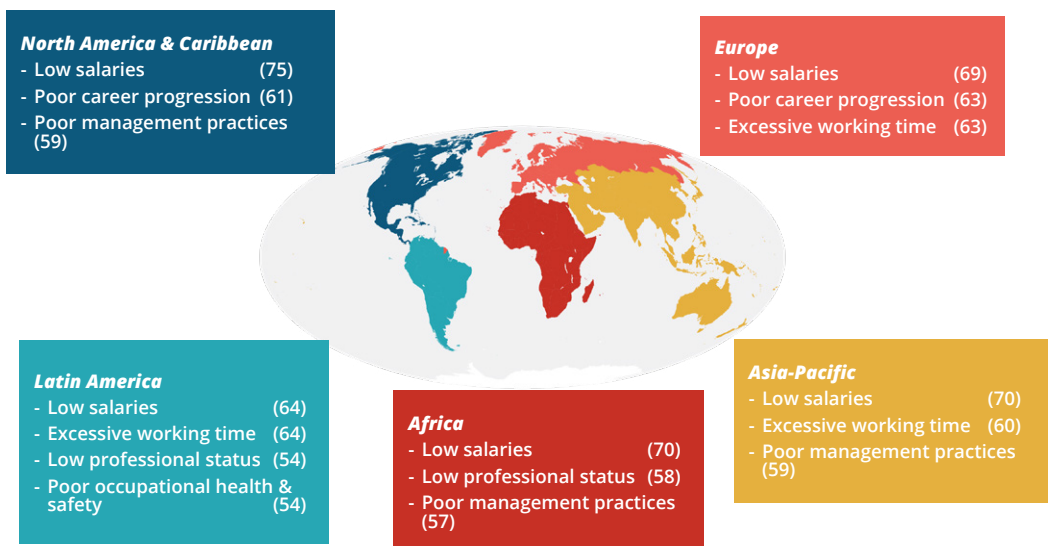 North America & Caribbean
- Low salaries (75)
- Poor career progression (61)
- Poor management practices
(59)
Europe
- Low salaries (69)
- Poor career progression (63)
- Excessive working time (63)
Latin America
- Low salaries (64)
- Excessive working time (64)
- Low professional status (54)
- Poor occupational health &
safety (54)
Africa
- Low salaries (70)
- Low professional status (58)
- Poor management practices
(57)
Asia-Pacific
- Low salaries (70)
- Excessive working time (60)
- Poor management practices
(59)